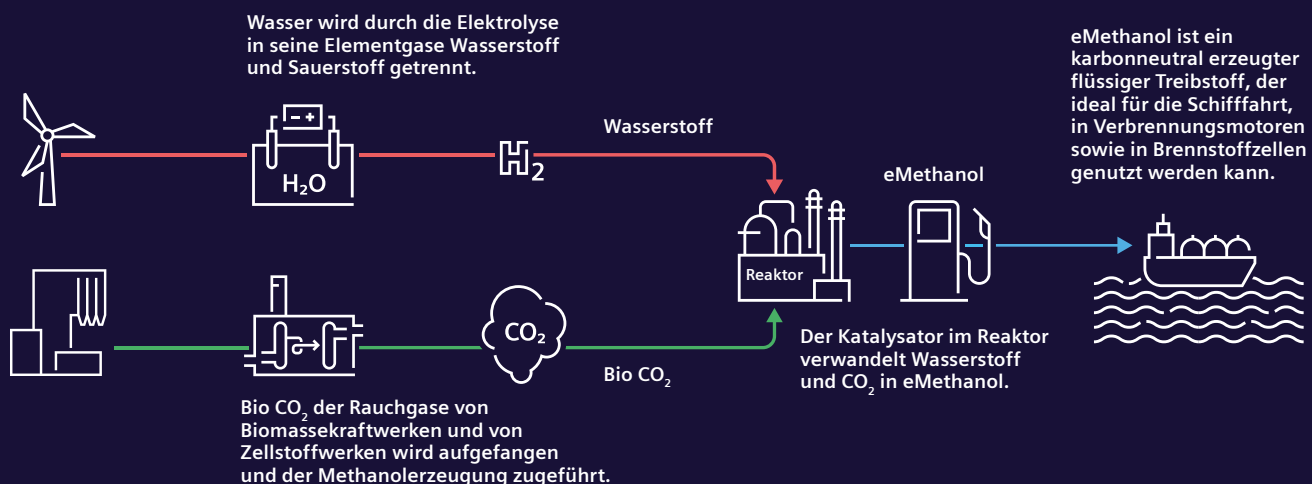 Wasser wird durch die Elektrolyse
in seine Elementgase Wasserstoff
und Sauerstoff getrennt.
- +
H₂O
H₂
Wasserstoff
eMethanol ist ein
karbonneutral erzeugter
flüssiger Treibstoff, der
ideal für die Schifffahrt,
in Verbrennungsmotoren
sowie in Brennstoffzellen
genutzt werden kann.
eMethanol
Reaktor
CO₂
Bio CO₂
Der Katalysator im Reaktor
verwandelt Wasserstoff
und CO₂ in eMethanol.
Bio CO₂ der Rauchgase von
Biomassekraftwerken und von
Zellstoffwerken wird aufgefangen
und der Methanolerzeugung zugeführt.